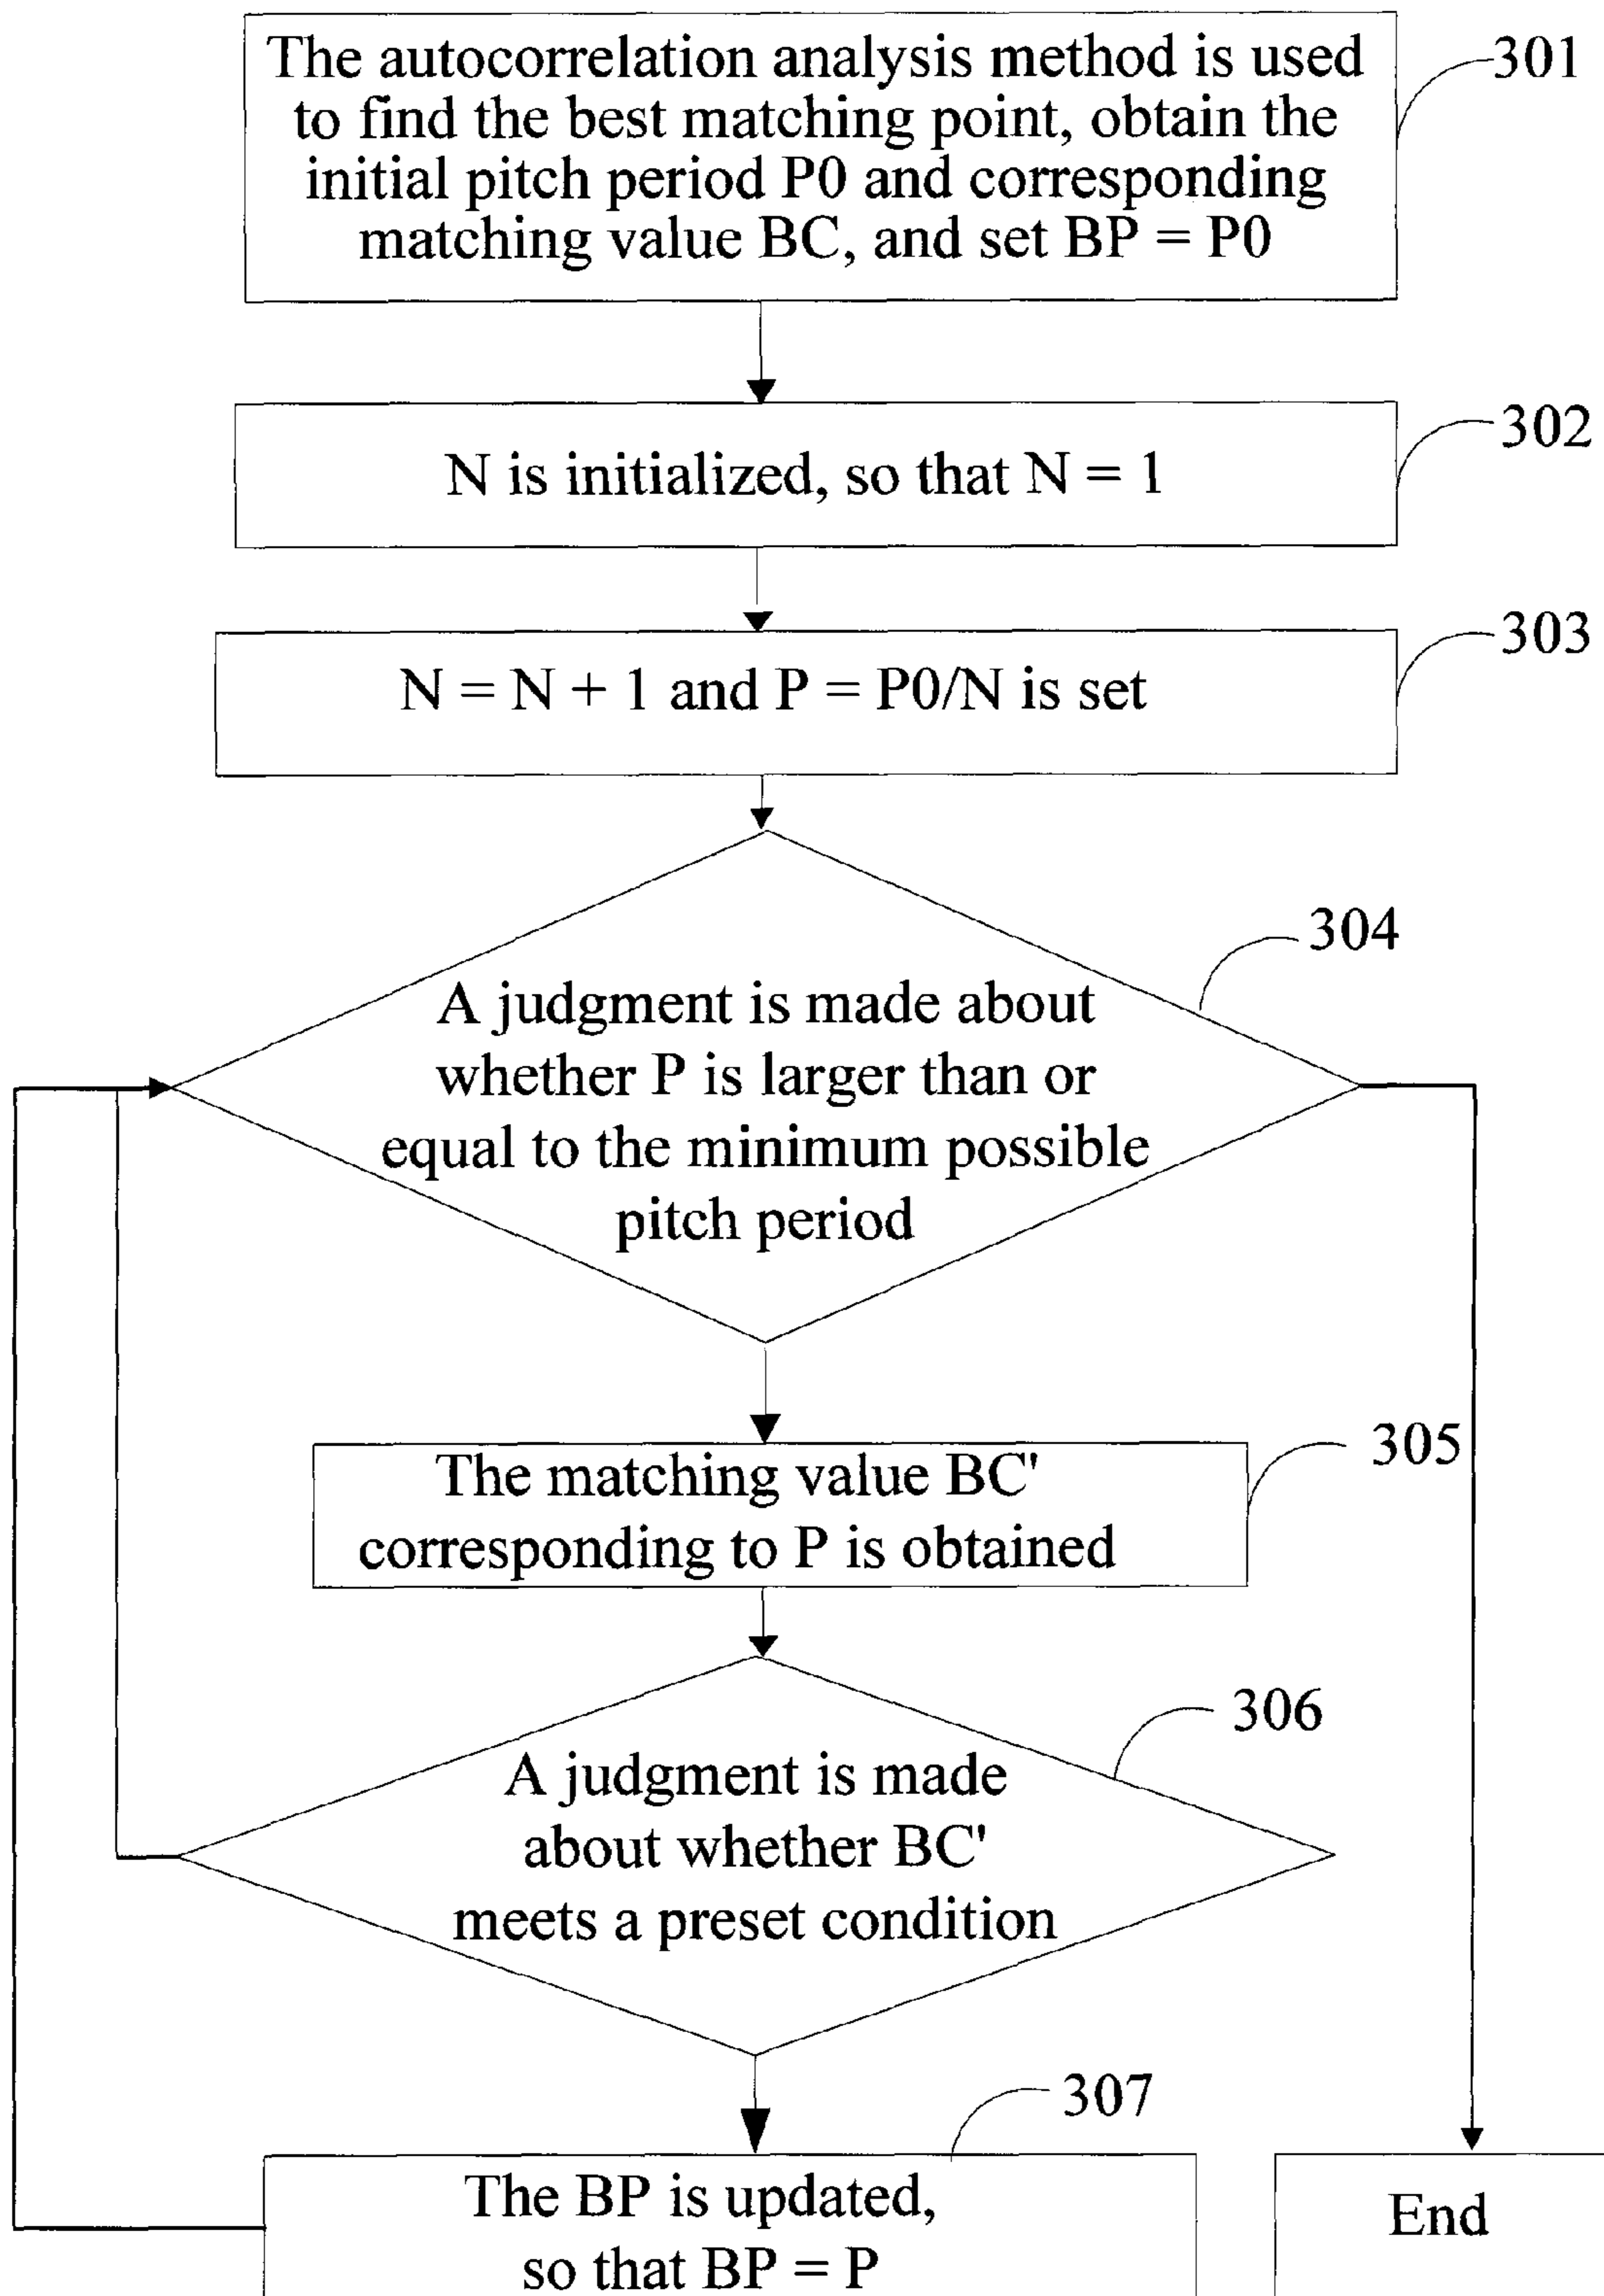 The autocorrelation analysis method is used
to find the best matching point, obtain the
initial pitch period P0 and corresponding
matching value BC, and set BP = P0
301
N is initialized, so that N = 1
302
N = N + 1 and P = P0/N is set
303
A judgment is made about
whether P is larger than or
equal to the minimum possible
pitch period
304
The matching value BC'
corresponding to P is obtained
305
A judgment is made
about whether BC'
meets a preset condition
306
The BP is updated,
so that BP = P
307
End